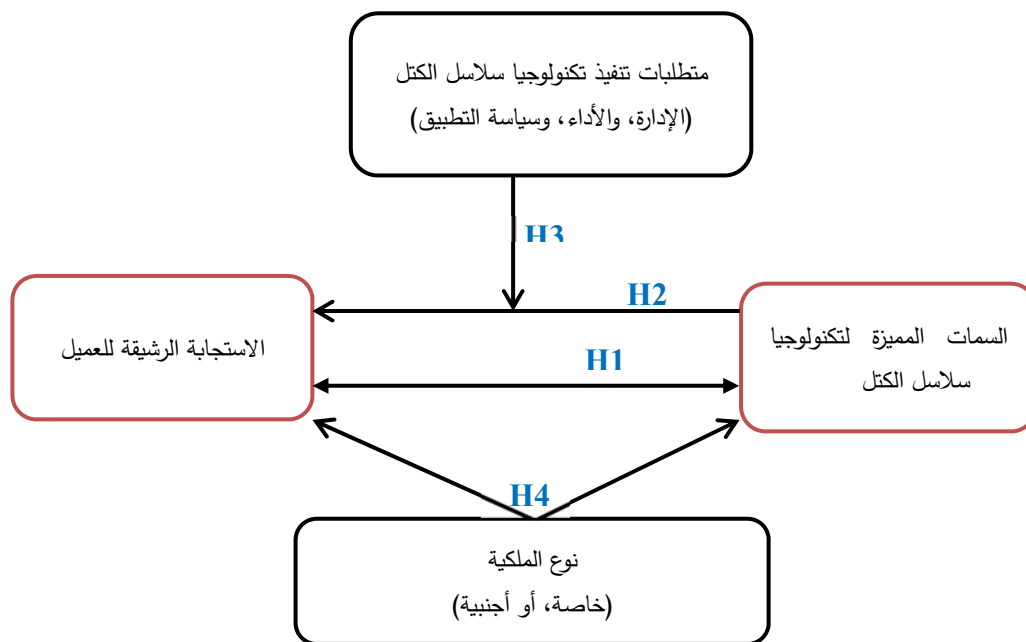 متطلبات تنفيذ تكنولوجيا سلاسل الكتل
(الإدارة، والأداء، وسياسة التطبيق)
H3
H2
السمات المميزة لتكنولوجيا
سلاسل الكتل
الاستجابة الرشيقة للعميل
H1
H4
نوع الملكية
(خاصة، أو أجنبية)